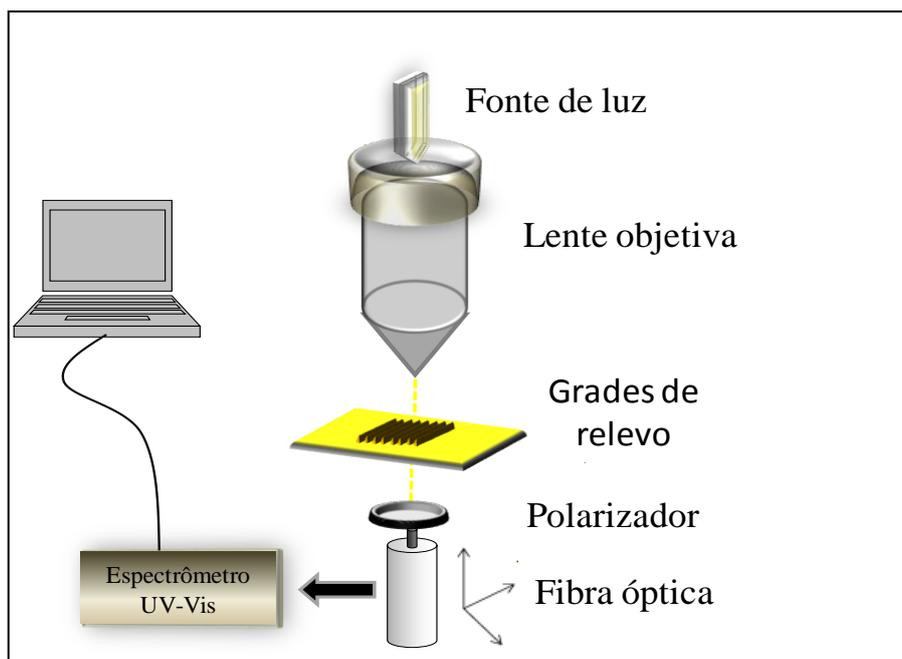 Fonte de luz
Lente objetiva
Grades de
relevo
Polarizador
Fibra óptica
Espectrômetro
UV-Vis